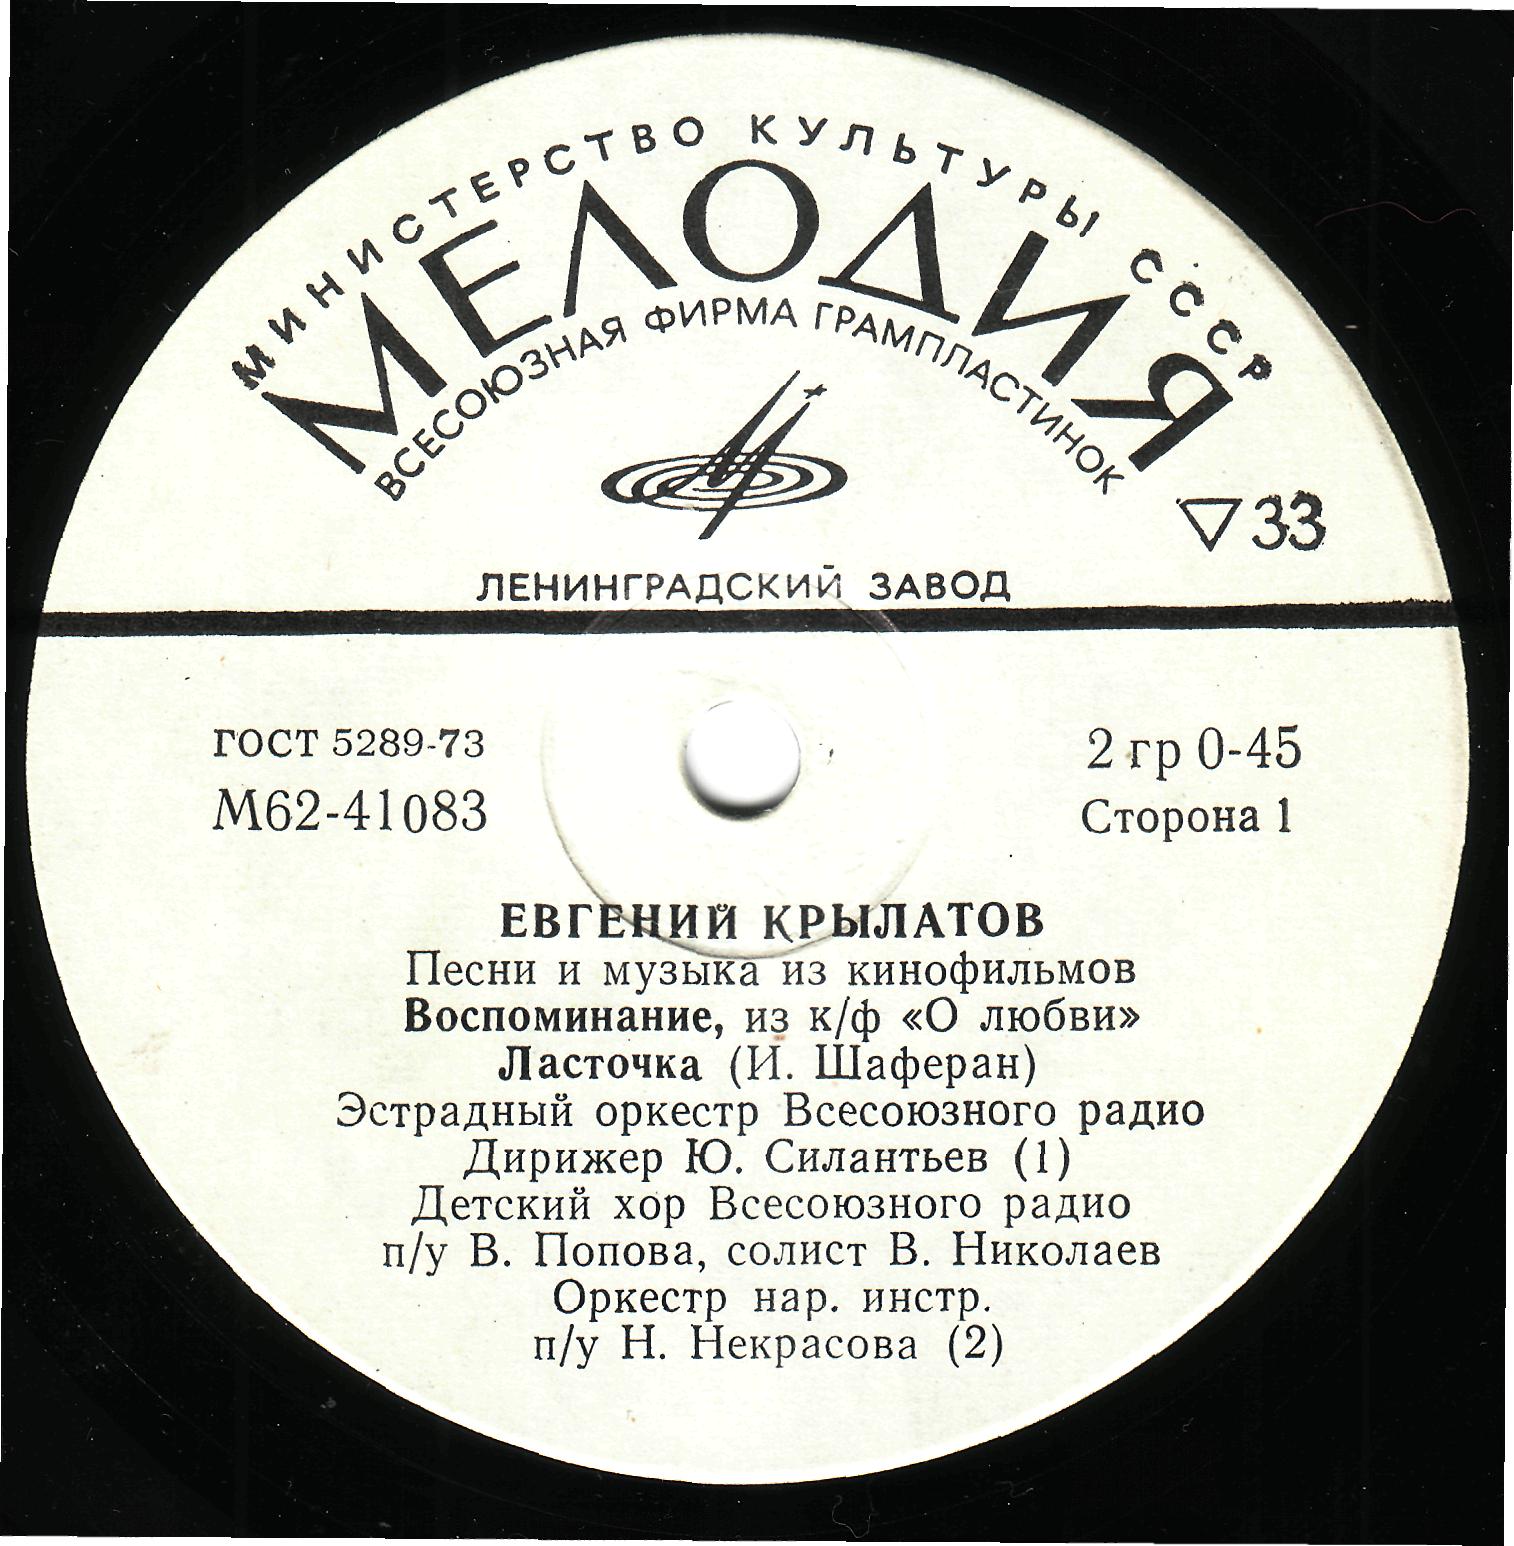 МИНИСТЕРСТВО КУЛЬТУРЫ СССР
МЕЛОДИЯ
ВСЕСОЮЗНАЯ ФИРМА ГРАМПЛАСТИНОК
33
ЛЕНИНГРАДСКИЙ ЗАВОД
ГОСТ 5289-73
2 гр 0-45
М62-41083
Сторона 1
ЕВГЕНИЙ КРЫЛАТОВ
Песни и музыка из кинофильмов
Воспоминание, из к/ф «О любви»
Ласточка (И. Шаферан)
Эстрадный оркестр Всесоюзного радио
Дирижер Ю. Силантьев (1)
Детский хор Всесоюзного радио
п/у В. Попова, солист В. Николаев
Оркестр нар. инстр.
п/у Н. Некрасова (2)